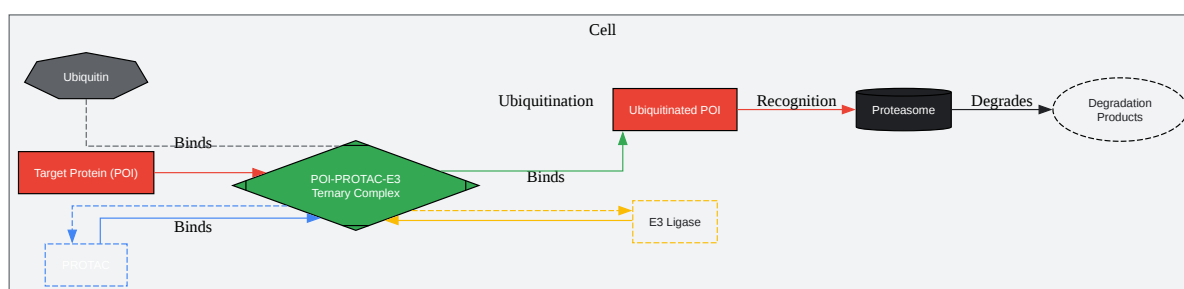 Cell
Ubiquitin
Binds
Target Protein (POI)
POI-PROTAC-E3
Ternary Complex
Binds
PROTAC
Ubiquitination
Binds
Ubiquitinated POI
Recognition
Proteasome
Degrades
Degradation
Products
E3 Ligase